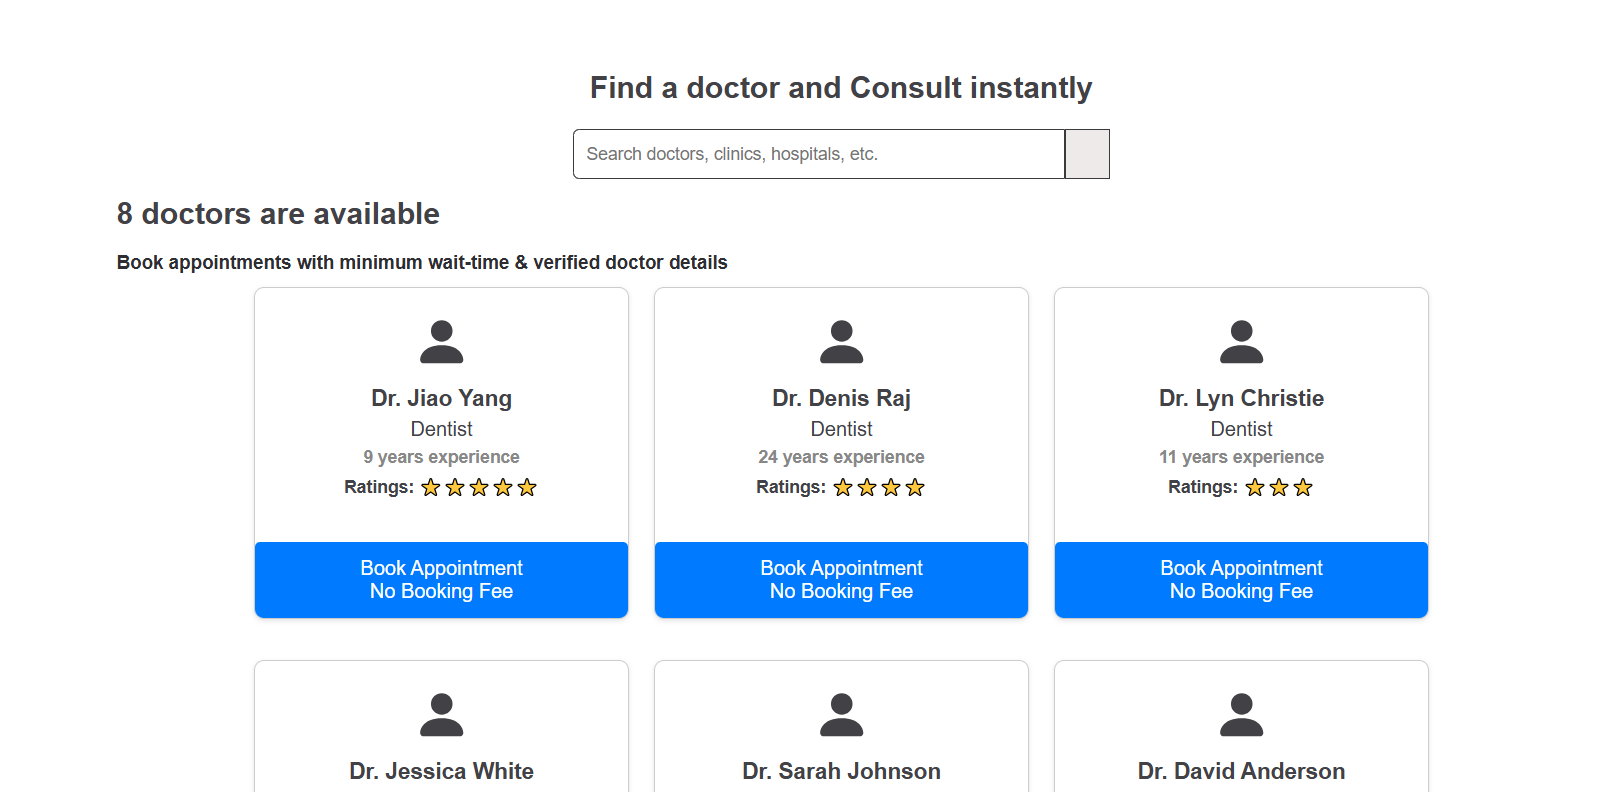 Find a doctor and Consult instantly
Search doctors, clinics, hospitals, etc.
8 doctors are available
Book appointments with minimum wait-time & verified doctor details
Dr. Jiao Yang
Dentist
9 years experience
Ratings:
Book Appointment
No Booking Fee
Dr. Denis Raj
Dentist
24 years experience
Ratings:
Book Appointment
No Booking Fee
Dr. Lyn Christie
Dentist
11 years experience
Ratings:
Book Appointment
No Booking Fee
Dr. Jessica White
Dr. Sarah Johnson
Dr. David Anderson